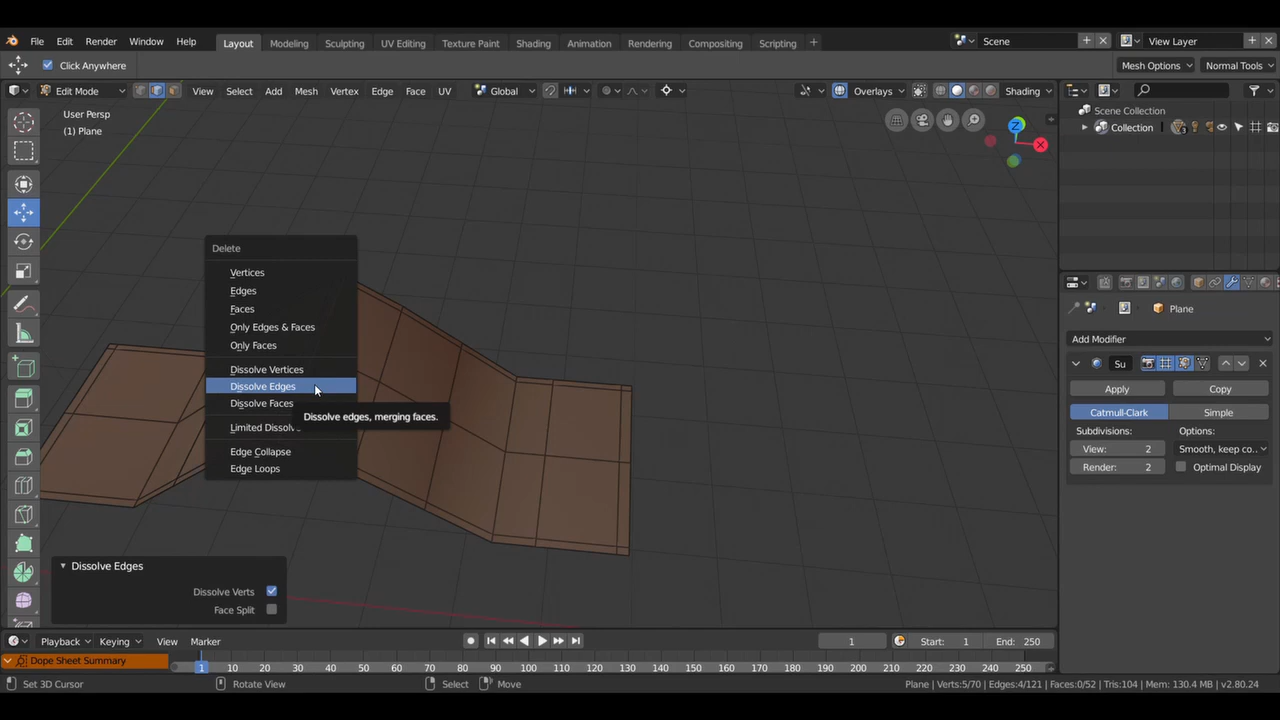 File Edit Render Window Help Layout Modeling Sculpting UV Editing Texture Paint Shading Animation Rendering Compositing Scripting + Scene View Layer
Click Anywhere Mesh Options Normal Tools
Edit Mode View Select Add Mesh Vertex Edge Face UV Global Overlays Shading
User Persp
(1) Plane
Z
X
Scene Collection
Collection
Delete
Vertices
Edges
Faces
Only Edges & Faces
Only Faces
Dissolve Vertices
Dissolve Edges
Dissolve Faces
Dissolve edges, merging faces.
Limited Dissolve
Edge Collapse
Edge Loops
Plane
Add Modifier
Su
Apply Copy
Catmull-Clark Simple
Subdivisions: Options:
View: 2 Smooth, keep co..
Render: 2 Optimal Display
Dissolve Edges
Dissolve Verts
Face Split
Playback Keying View Marker 1 Start: 1 End: 250
Dope Sheet Summary 1 10 20 30 40 50 60 70 80 90 100 110 120 130 140 150 160 170 180 190 200 210 220 230 240 250
Set 3D Cursor Rotate View Select Move Plane | Verts:5/70 | Edges:4/121 | Faces:0/52 | Tris:104 | Mem: 130.4 MB | v2.80.24